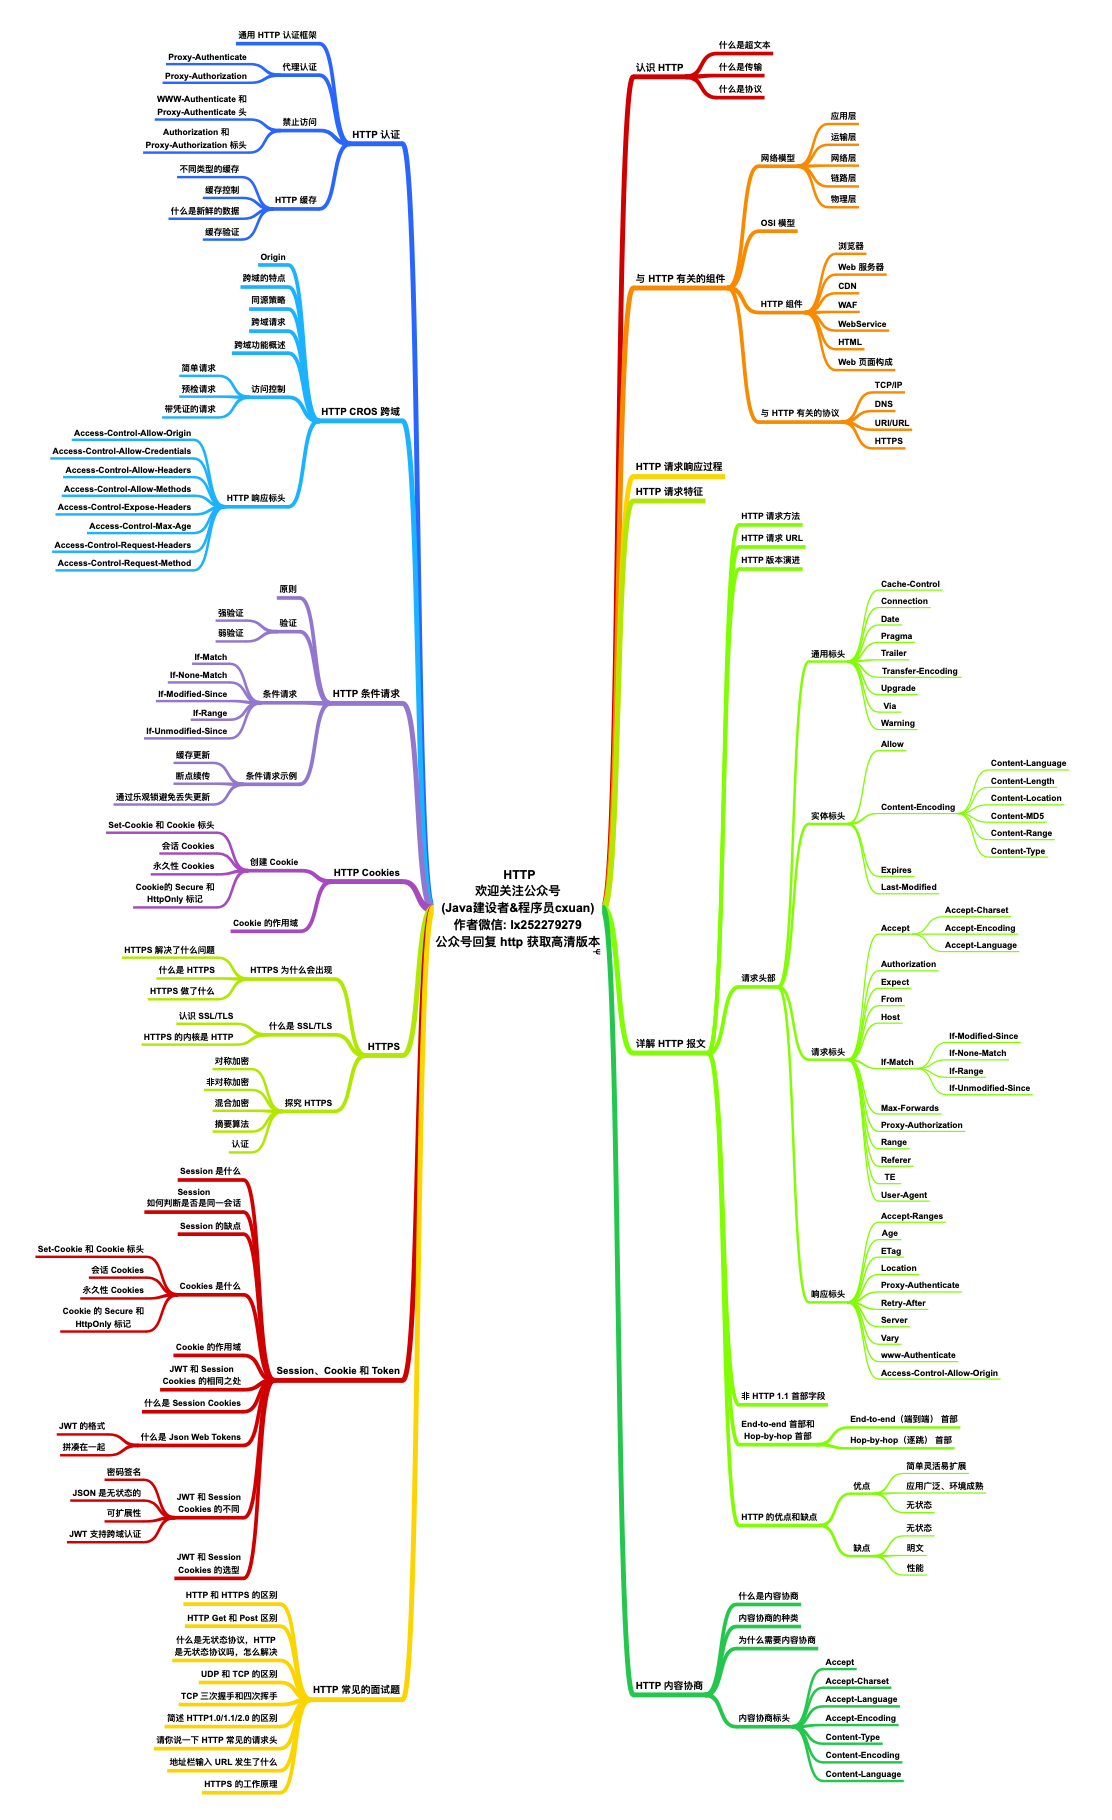 HTTP
欢迎关注公众号
(Java建设者&程序员cxuan)
作者微信: lx252279279
公众号回复 http 获取高清版本
认识 HTTP
什么是超文本
什么是传输
什么是协议
与 HTTP 有关的组件
网络模型
应用层
运输层
网络层
链路层
物理层
OSI 模型
HTTP 组件
浏览器
Web 服务器
CDN
WAF
WebService
HTML
Web 页面构成
与 HTTP 有关的协议
TCP/IP
DNS
URI/URL
HTTPS
HTTP 请求响应过程
HTTP 请求特征
详解 HTTP 报文
HTTP 请求方法
HTTP 请求 URL
HTTP 版本演进
请求头部
通用标头
Cache-Control
Connection
Date
Pragma
Trailer
Transfer-Encoding
Upgrade
Via
Warning
实体标头
Allow
Content-Encoding
Content-Language
Content-Length
Content-Location
Content-MD5
Content-Range
Content-Type
Expires
Last-Modified
请求标头
Accept
Accept-Charset
Accept-Encoding
Accept-Language
Authorization
Expect
From
Host
If-Match
If-Modified-Since
If-None-Match
If-Range
If-Unmodified-Since
Max-Forwards
Proxy-Authorization
Range
Referer
TE
User-Agent
响应标头
Accept-Ranges
Age
ETag
Location
Proxy-Authenticate
Retry-After
Server
Vary
www-Authenticate
Access-Control-Allow-Origin
非 HTTP 1.1 首部字段
End-to-end 首部和
Hop-by-hop 首部
End-to-end（端到端） 首部
Hop-by-hop（逐跳） 首部
HTTP 的优点和缺点
优点
简单灵活易扩展
应用广泛、环境成熟
无状态
缺点
无状态
明文
性能
HTTP 内容协商
什么是内容协商
内容协商的种类
为什么需要内容协商
内容协商标头
Accept
Accept-Charset
Accept-Language
Accept-Encoding
Content-Type
Content-Encoding
Content-Language
HTTP 认证
通用 HTTP 认证框架
代理认证
Proxy-Authenticate
Proxy-Authorization
禁止访问
WWW-Authenticate 和
Proxy-Authenticate 头
Authorization 和
Proxy-Authorization 标头
HTTP 缓存
不同类型的缓存
缓存控制
什么是新鲜的数据
缓存验证
HTTP CROS 跨域
Origin
跨域的特点
同源策略
跨域请求
跨域功能概述
访问控制
简单请求
预检请求
带凭证的请求
HTTP 响应标头
Access-Control-Allow-Origin
Access-Control-Allow-Credentials
Access-Control-Allow-Headers
Access-Control-Allow-Methods
Access-Control-Expose-Headers
Access-Control-Max-Age
Access-Control-Request-Headers
Access-Control-Request-Method
HTTP 条件请求
原则
验证
强验证
弱验证
条件请求
If-Match
If-None-Match
If-Modified-Since
If-Range
If-Unmodified-Since
条件请求示例
缓存更新
断点续传
通过乐观锁避免丢失更新
HTTP Cookies
创建 Cookie
Set-Cookie 和 Cookie 标头
会话 Cookies
永久性 Cookies
Cookie的 Secure 和
HttpOnly 标记
Cookie 的作用域
HTTPS
HTTPS 为什么会出现
HTTPS 解决了什么问题
什么是 HTTPS
HTTPS 做了什么
什么是 SSL/TLS
认识 SSL/TLS
HTTPS 的内核是 HTTP
探究 HTTPS
对称加密
非对称加密
混合加密
摘要算法
认证
Session、Cookie 和 Token
Session 是什么
Session
如何判断是否是同一会话
Session 的缺点
Cookies 是什么
Set-Cookie 和 Cookie 标头
会话 Cookies
永久性 Cookies
Cookie 的 Secure 和
HttpOnly 标记
Cookie 的作用域
JWT 和 Session
Cookies 的相同之处
什么是 Session Cookies
什么是 Json Web Tokens
JWT 的格式
拼凑在一起
JWT 和 Session
Cookies 的不同
密码签名
JSON 是无状态的
可扩展性
JWT 支持跨域认证
JWT 和 Session
Cookies 的选型
HTTP 常见的面试题
HTTP 和 HTTPS 的区别
HTTP Get 和 Post 区别
什么是无状态协议，HTTP
是无状态协议吗，怎么解决
UDP 和 TCP 的区别
TCP 三次握手和四次挥手
简述 HTTP1.0/1.1/2.0 的区别
请你说一下 HTTP 常见的请求头
地址栏输入 URL 发生了什么
HTTPS 的工作原理